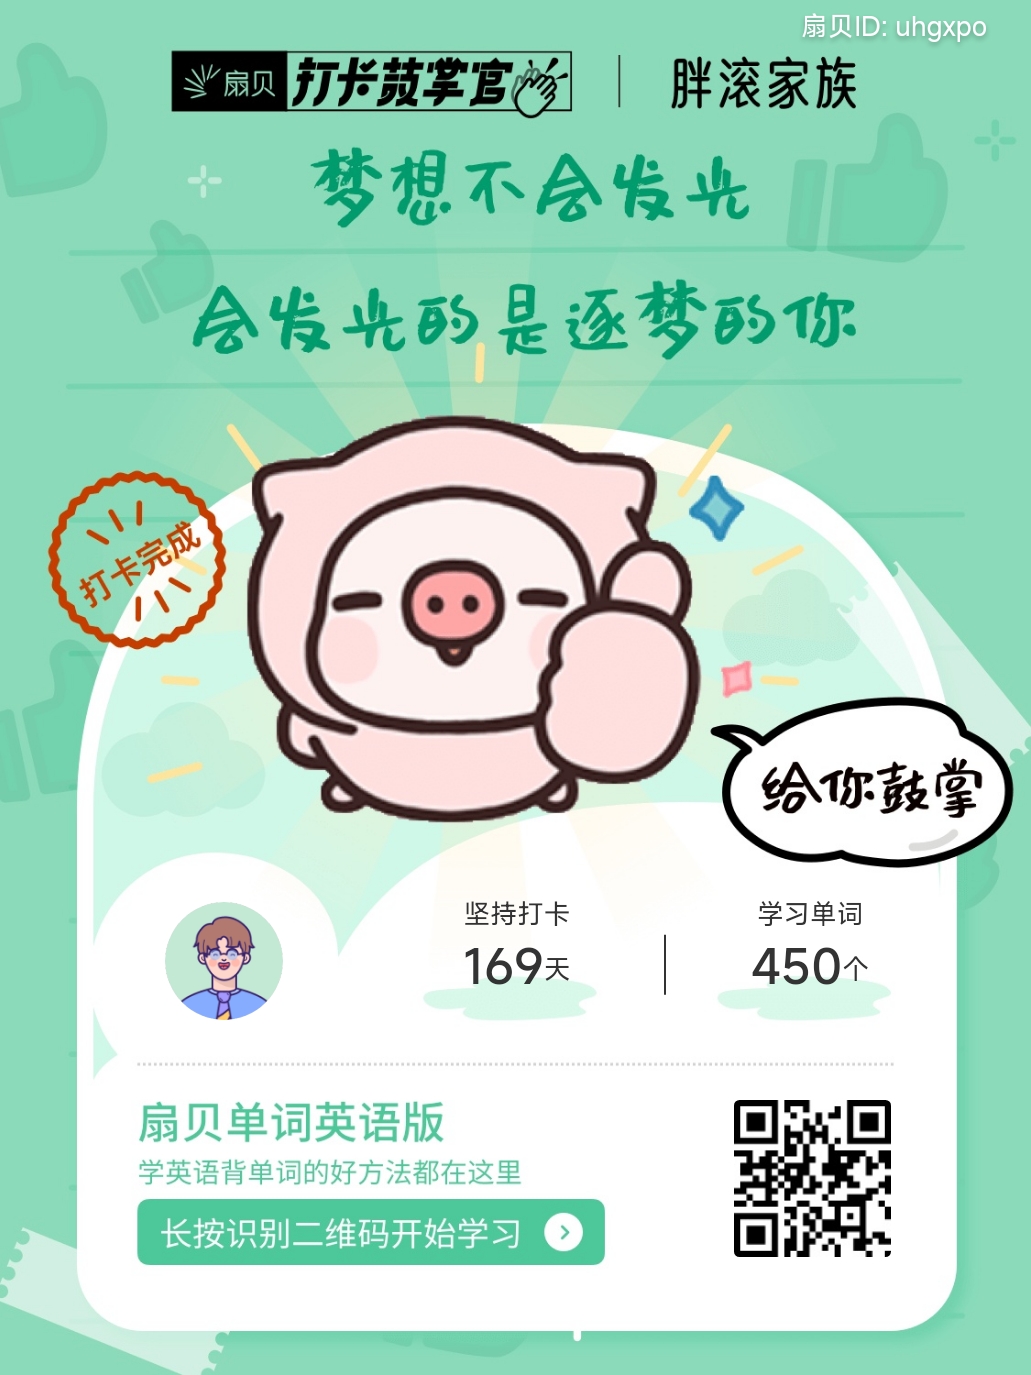 扇贝ID: uhgxpo
扇贝 打卡鼓掌官 胖滚家族
梦想不会发光
会发光的是逐梦的你
打卡完成
给你鼓掌
坚持打卡 学习单词
169天 450个
扇贝单词英语版
学英语背单词的好方法都在这里
长按识别二维码开始学习